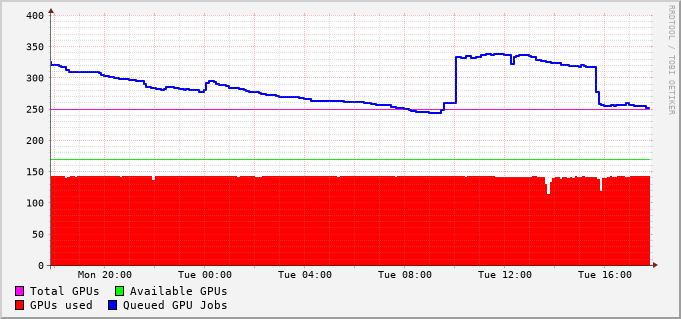 400
350
300
250
200
150
100
50
0
Mon 20:00 Tue 00:00 Tue 04:00 Tue 08:00 Tue 12:00 Tue 16:00
Total GPUs Available GPUs
GPUs used Queued GPU Jobs
RRDTOOL / TOBI OETIKER